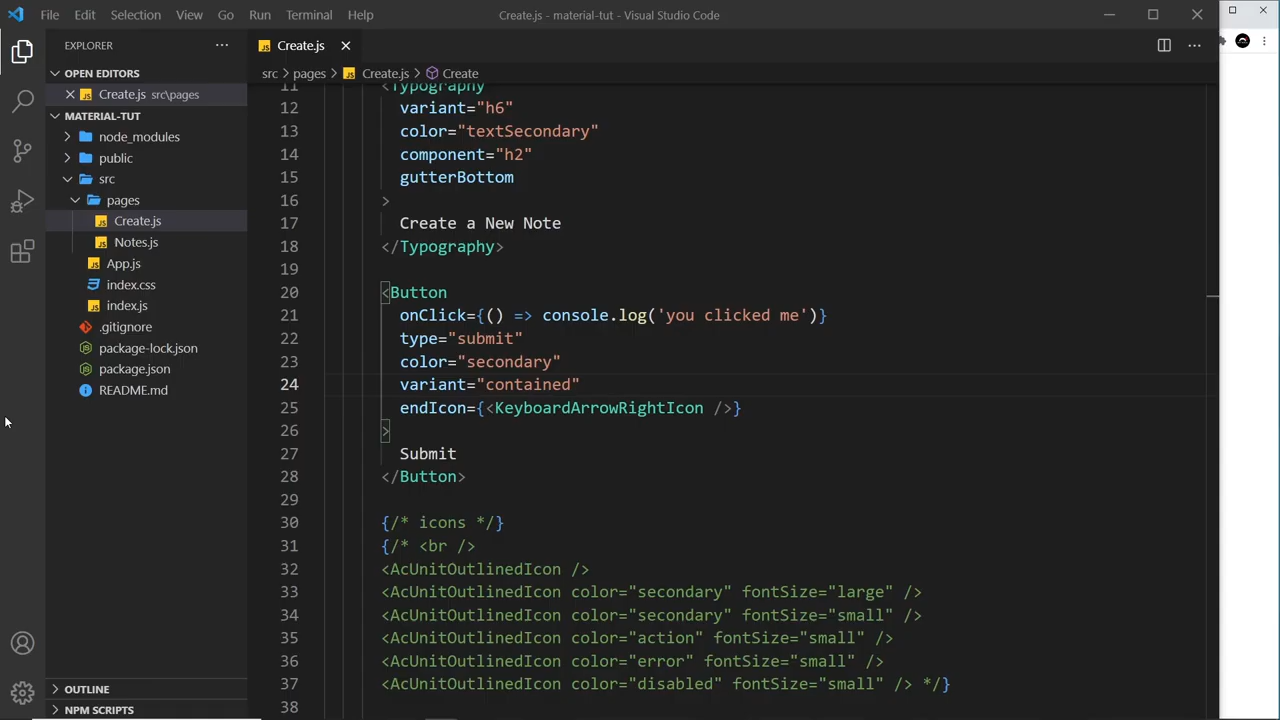 File Edit Selection View Go Run Terminal Help Create.js - material-tut - Visual Studio Code
EXPLORER
OPEN EDITORS
Create.js src\pages
MATERIAL-TUT
node_modules
public
src
pages
Create.js
Notes.js
App.js
index.css
index.js
.gitignore
package-lock.json
package.json
README.md
OUTLINE
NPM SCRIPTS
JS Create.js
src > pages > JS Create.js > Create
11 <Typography
12 variant="h6"
13 color="textSecondary"
14 component="h2"
15 gutterBottom
16 >
17 Create a New Note
18 </Typography>
19
20 <Button
21 onClick={() => console.log('you clicked me')}
22 type="submit"
23 color="secondary"
24 variant="contained"
25 endIcon={<KeyboardArrowRightIcon />}
26 >
27 Submit
28 </Button>
29
30 {/* icons */}
31 {/* <br />
32 <AcUnitOutlinedIcon />
33 <AcUnitOutlinedIcon color="secondary" fontSize="large" />
34 <AcUnitOutlinedIcon color="secondary" fontSize="small" />
35 <AcUnitOutlinedIcon color="action" fontSize="small" />
36 <AcUnitOutlinedIcon color="error" fontSize="small" />
37 <AcUnitOutlinedIcon color="disabled" fontSize="small" /> */}
38